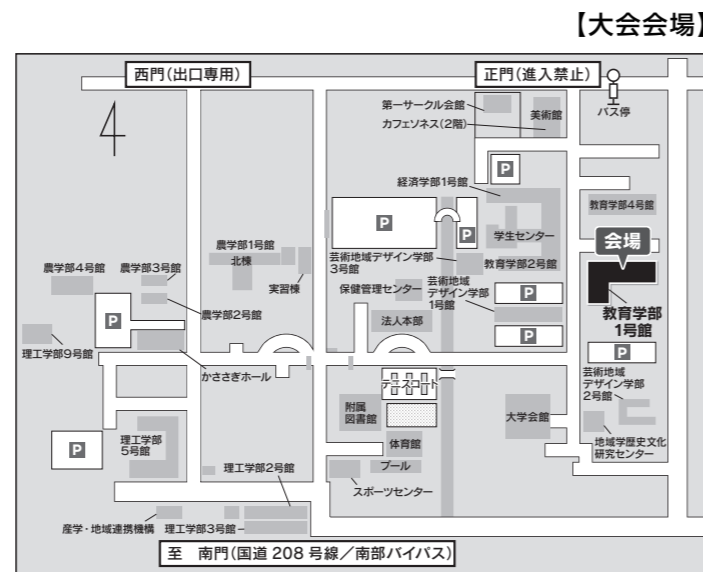 【大会会場】
西門(出口専用)
正門(進入禁止)
第一サークル会館
カフェソネス(2階)
美術館
バス停
P
経済学部1号館
教育学部4号館
P
P
学生センター
会場
農学部1号館
北棟
芸術地域デザイン学部
3号館
教育学部2号館
農学部4号館
農学部3号館
実習棟
保健管理センター
芸術地域
デザイン学部
1号館
P
教育学部
1号館
農学部2号館
P
法人本部
P
P
理工学部9号館
かささぎホール
テニスコート
芸術地域
デザイン学部
2号館
附属
図書館
大学会館
理工学部
5号館
P
体育館
地域学歴史文化
研究センター
プール
理工学部2号館
スポーツセンター
産学・地域連携機構
理工学部3号館
至 南門(国道 208 号線/南部バイパス)